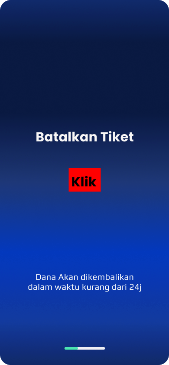 Batalkan Tiket
Klik
Dana Akan dikembalikan
dalam waktu kurang dari 24j